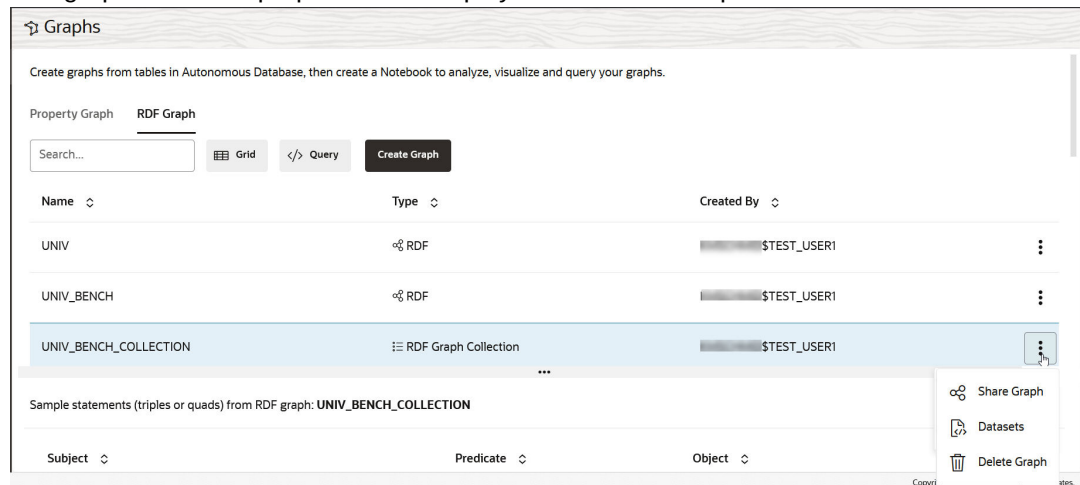 Graphs
Create graphs from tables in Autonomous Database, then create a Notebook to analyze, visualize and query your graphs.
Property Graph RDF Graph
Search... Grid </> Query Create Graph
Name Type Created By
UNIV RDF $TEST_USER1
UNIV_BENCH RDF $TEST_USER1
UNIV_BENCH_COLLECTION RDF Graph Collection $TEST_USER1
Share Graph
Sample statements (triples or quads) from RDF graph: UNIV_BENCH_COLLECTION
Datasets
Subject Predicate Object
Delete Graph